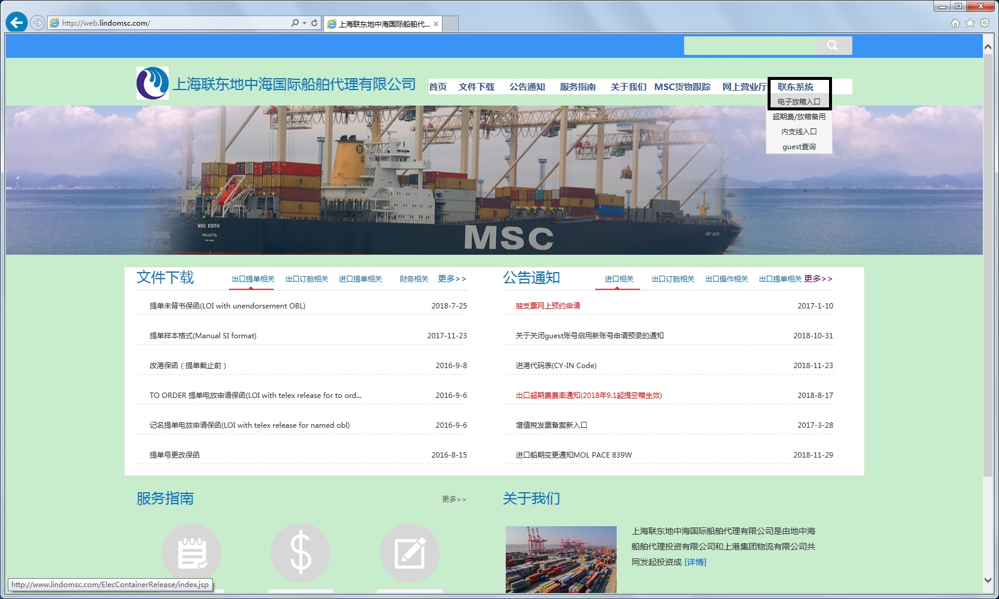 http://web.lindomsc.com/
上海联东地中海国际船舶代...
上海联东地中海国际船舶代理有限公司
首页 文件下载 公告通知 服务指南 关于我们 MSC货物跟踪 网上营业厅 联东系统
电子放箱入口
超期费/放箱备用
内支线入口
guest查询
MSC EDITH
VALLETTA
MSC
文件下载 出口提单相关 出口订舱相关 进口提单相关 财务相关 更多>>
提单未背书保函(LOI with unendorsement OBL) 2018-7-25
提单样本格式(Manual SI format) 2017-11-23
改港保函（提单截止前） 2016-9-8
TO ORDER 提单电放申请保函(LOI with telex release for to ord... 2016-9-6
记名提单电放申请保函(LOI with telex release for named obl) 2016-9-6
提单号更改保函 2016-8-15
公告通知 进口相关 出口订舱相关 出口操作相关 出口提单相关 更多>>
抽支票网上预约申请 2017-1-10
关于关闭guest账号启用新账号申请预录的通知 2018-10-31
进港代码表(CY-IN Code) 2018-11-23
出口超期费费率通知(2018年9.1起提空箱生效) 2018-8-17
增值税发票备案新入口 2017-3-28
进口船期变更通知MOL PACE 839W 2018-11-29
服务指南 更多>>
关于我们
上海联东地中海国际船舶代理有限公司是由地中海
船舶代理投资有限公司和上港集团物流有限公司共
同发起投资成 [详情]
http://www.lindomsc.com/ElecContainerRelease/index.jsp